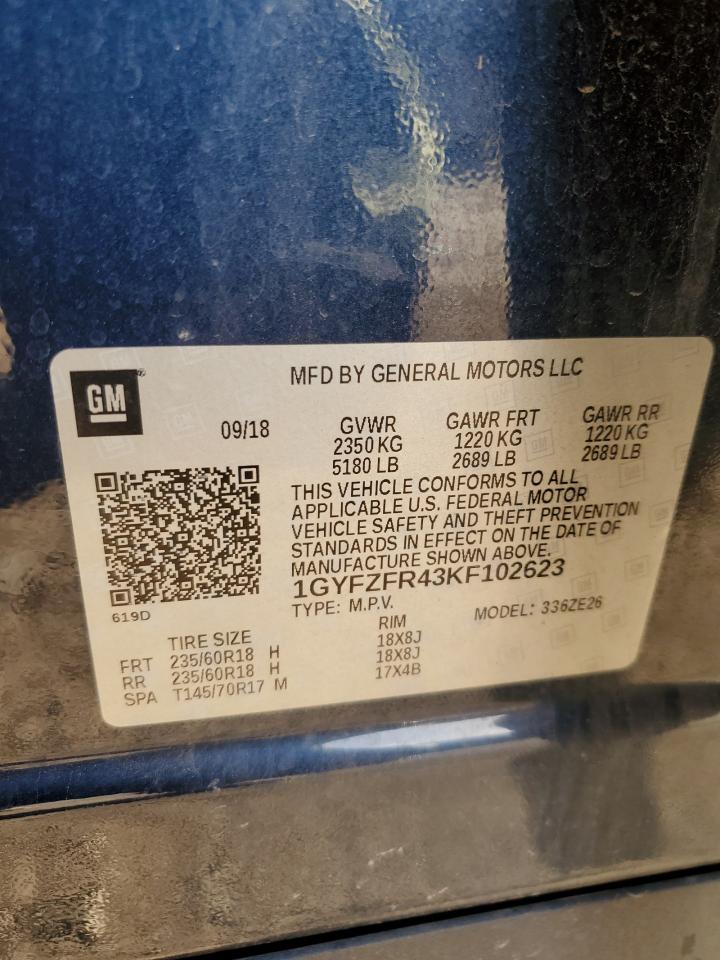 GM
MFD BY GENERAL MOTORS LLC
09/18 GVWR GAWR FRT GAWR RR
2350 KG 1220 KG 1220 KG
5180 LB 2689 LB 2689 LB
THIS VEHICLE CONFORMS TO ALL
APPLICABLE U.S. FEDERAL MOTOR
VEHICLE SAFETY AND THEFT PREVENTION
STANDARDS IN EFFECT ON THE DATE OF
MANUFACTURE SHOWN ABOVE.
1GYFZFR43KF102623
619D
TYPE: M.P.V. MODEL: 336ZE26
TIRE SIZE RIM
FRT 235/60R18 H 18X8J
RR 235/60R18 H 18X8J
SPA T145/70R17 M 17X4B